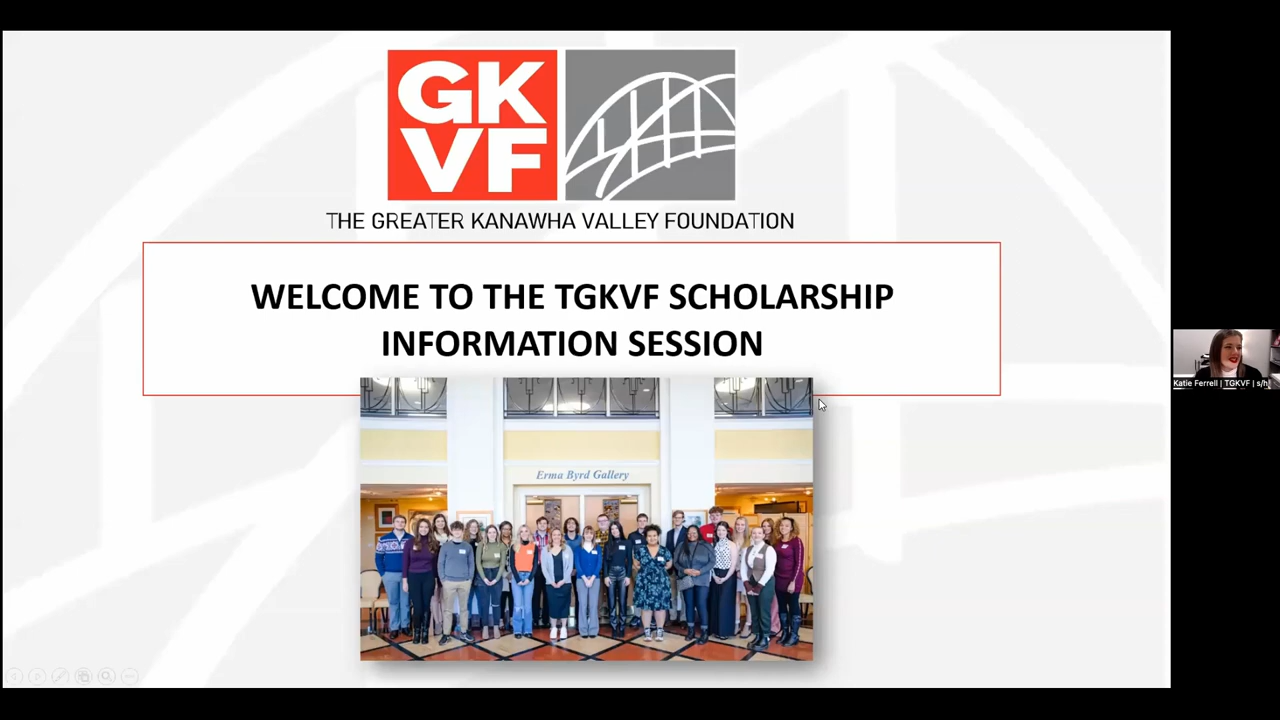 GK
VF
THE GREATER KANAWHA VALLEY FOUNDATION
WELCOME TO THE TGKVF SCHOLARSHIP
INFORMATION SESSION
Erma Byrd Gallery
Katie Ferrell | TGKVF | s/h